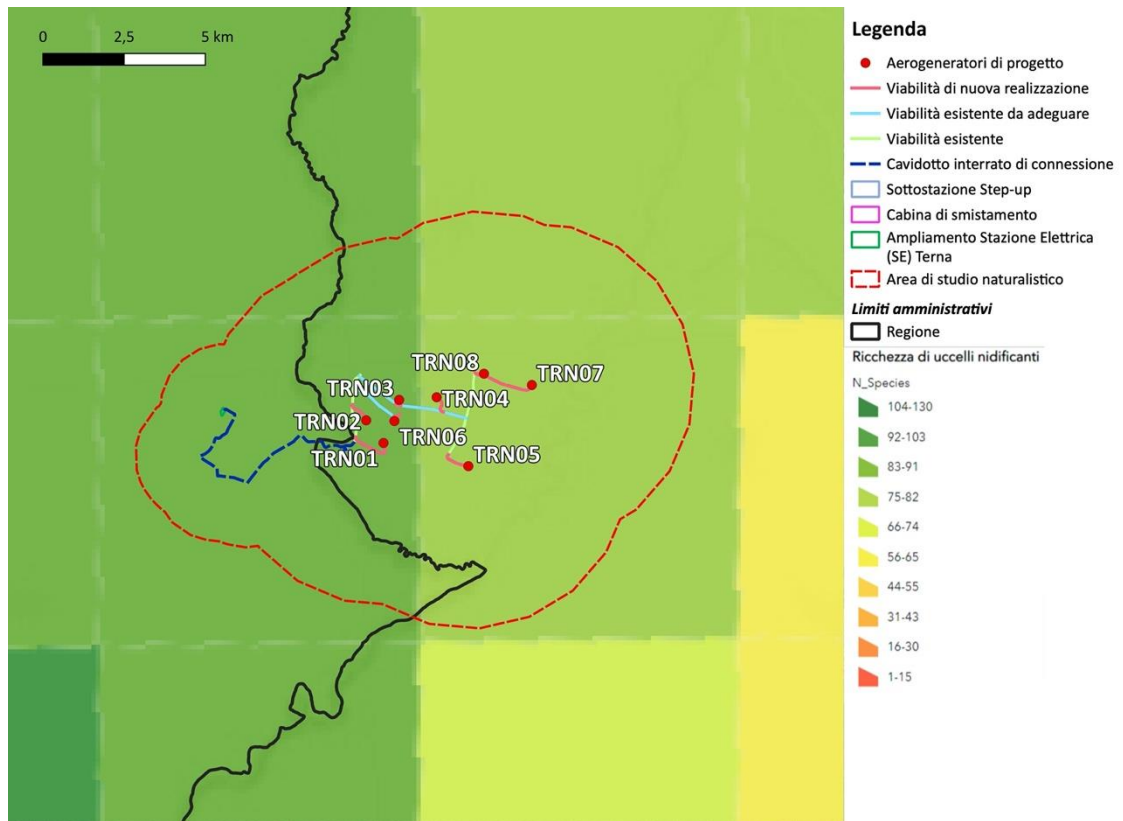 0 2,5 5 km
TRN08
TRN07
TRN03
TRN04
TRN02
TRN06
TRN01
TRN05
Legenda
Aerogeneratori di progetto
Viabilità di nuova realizzazione
Viabilità esistente da adeguare
Viabilità esistente
Cavidotto interrato di connessione
Sottostazione Step-up
Cabina di smistamento
Ampliamento Stazione Elettrica
(SE) Terna
Area di studio naturalistico
Limiti amministrativi
Regione
Ricchezza di uccelli nidificanti
N_Species
104-130
92-103
83-91
75-82
66-74
56-65
44-55
31-43
16-30
1-15